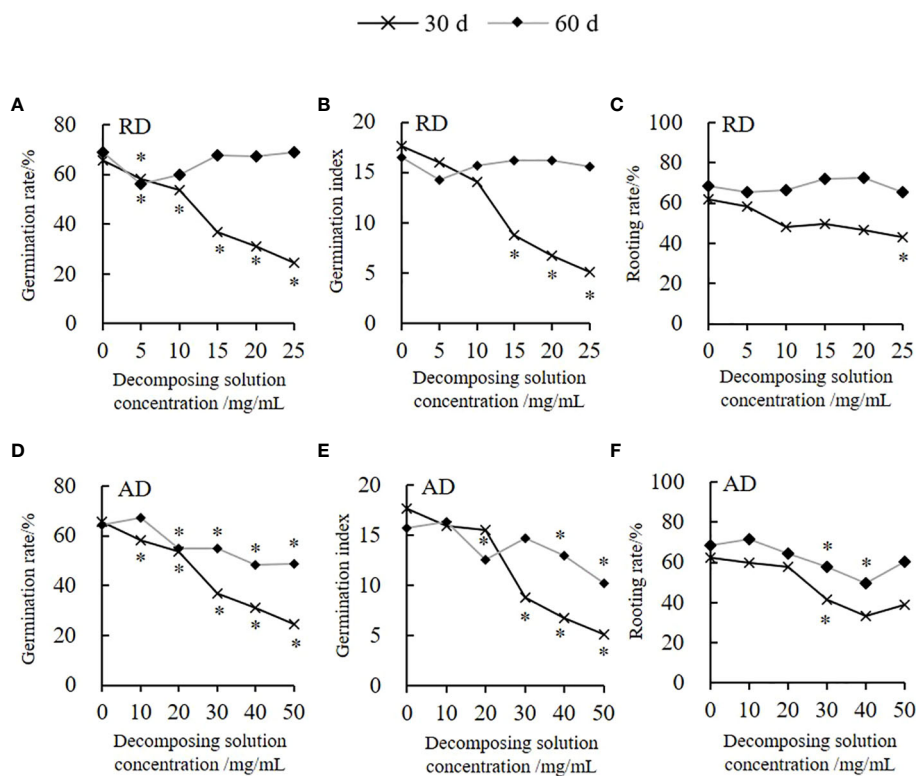 30 d 60 d
A B C
RD RD RD
80
60
40
20
0
Germination rate/%
* * * * * *
0 5 10 15 20 25
Decomposing solution
concentration /mg/mL
20
15
10
5
0
Germination index
* * *
0 5 10 15 20 25
Decomposing solution
concentration /mg/mL
100
80
60
40
20
0
Rooting rate/%
*
0 5 10 15 20 25
Decomposing solution
concentration /mg/mL
D E F
AD AD AD
80
60
40
20
0
Germination rate/%
* * * *
* * * * *
0 10 20 30 40 50
Decomposing solution
concentration /mg/mL
20
15
10
5
0
Germination index
* * *
* * *
0 10 20 30 40 50
Decomposing solution
concentration /mg/mL
100
80
60
40
20
0
Rooting rate/%
* *
*
0 10 20 30 40 50
Decomposing solution
concentration /mg/mL